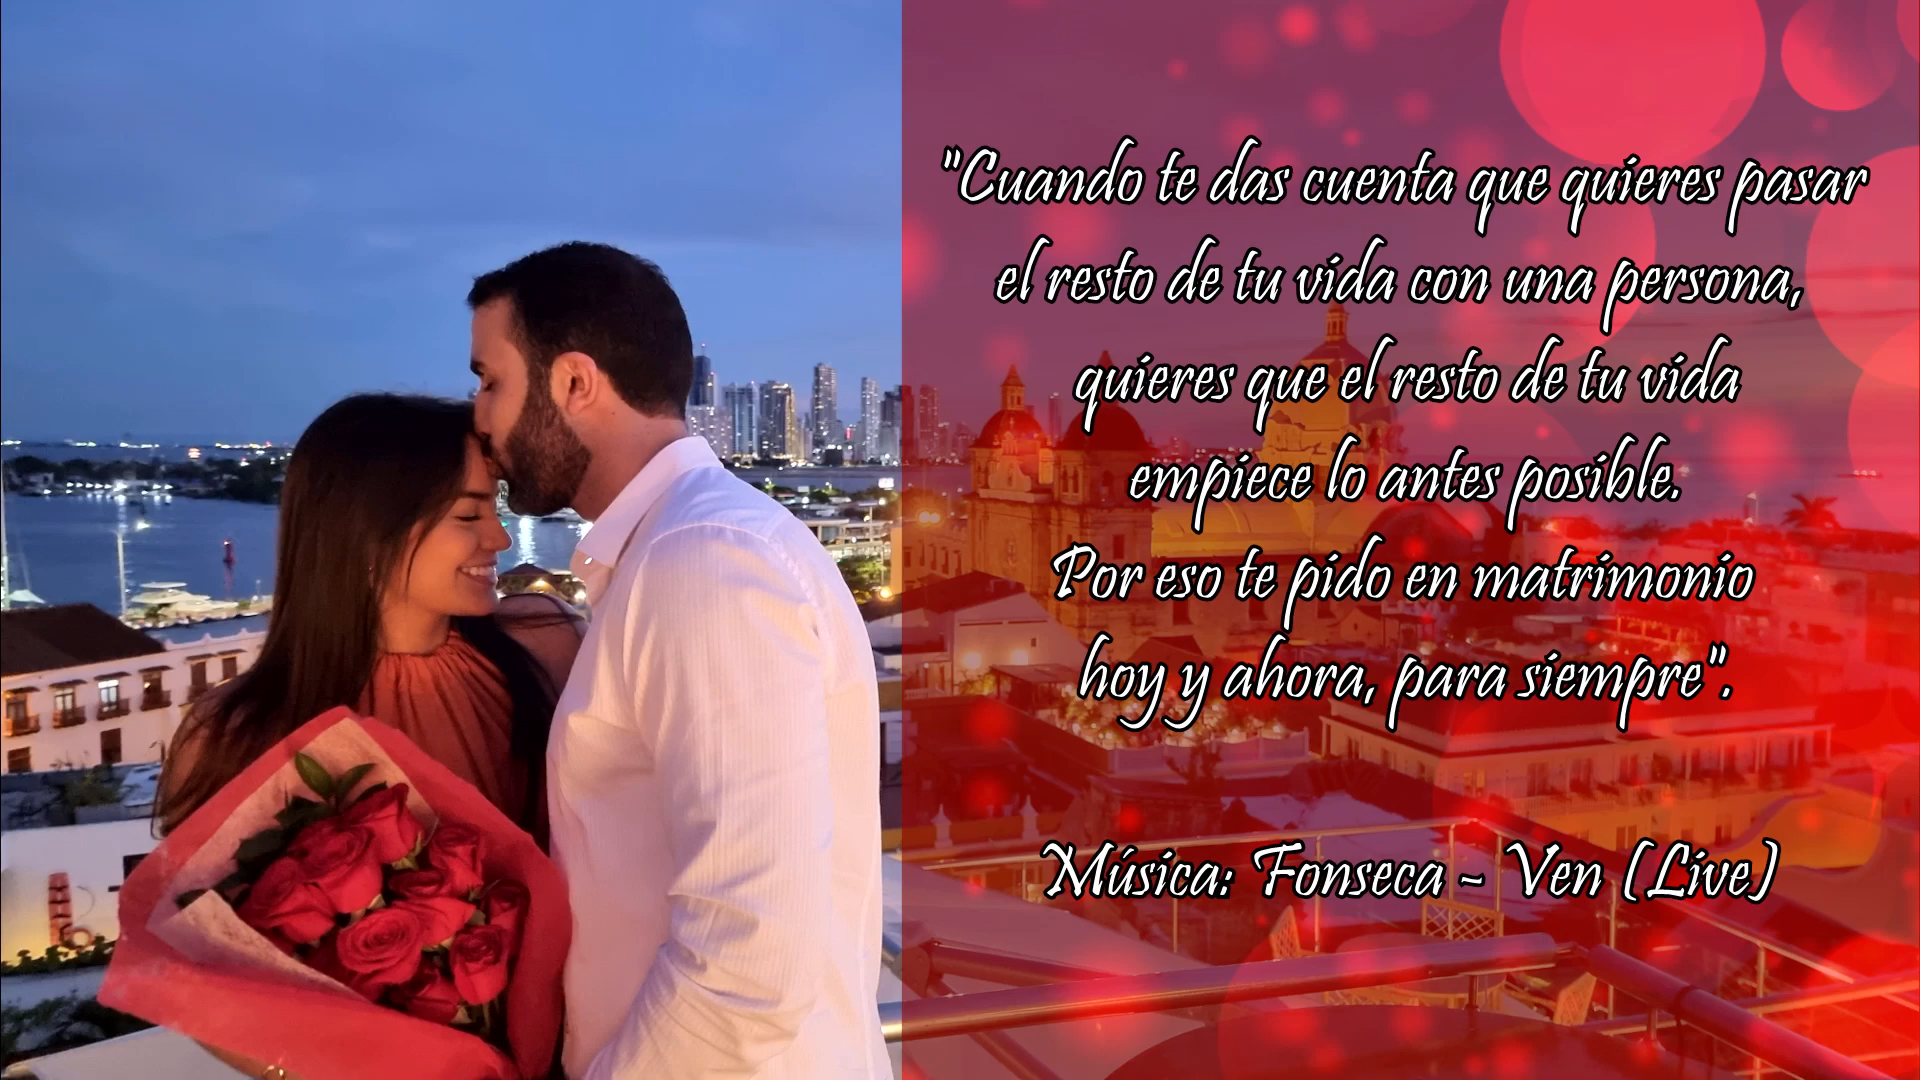 "Cuando te das cuenta que quieres pasar
el resto de tu vida con una persona,
quieres que el resto de tu vida
empiece lo antes posible.
Por eso te pido en matrimonio
hoy y ahora, para siempre".
Música: Fonseca - Ven (Live)